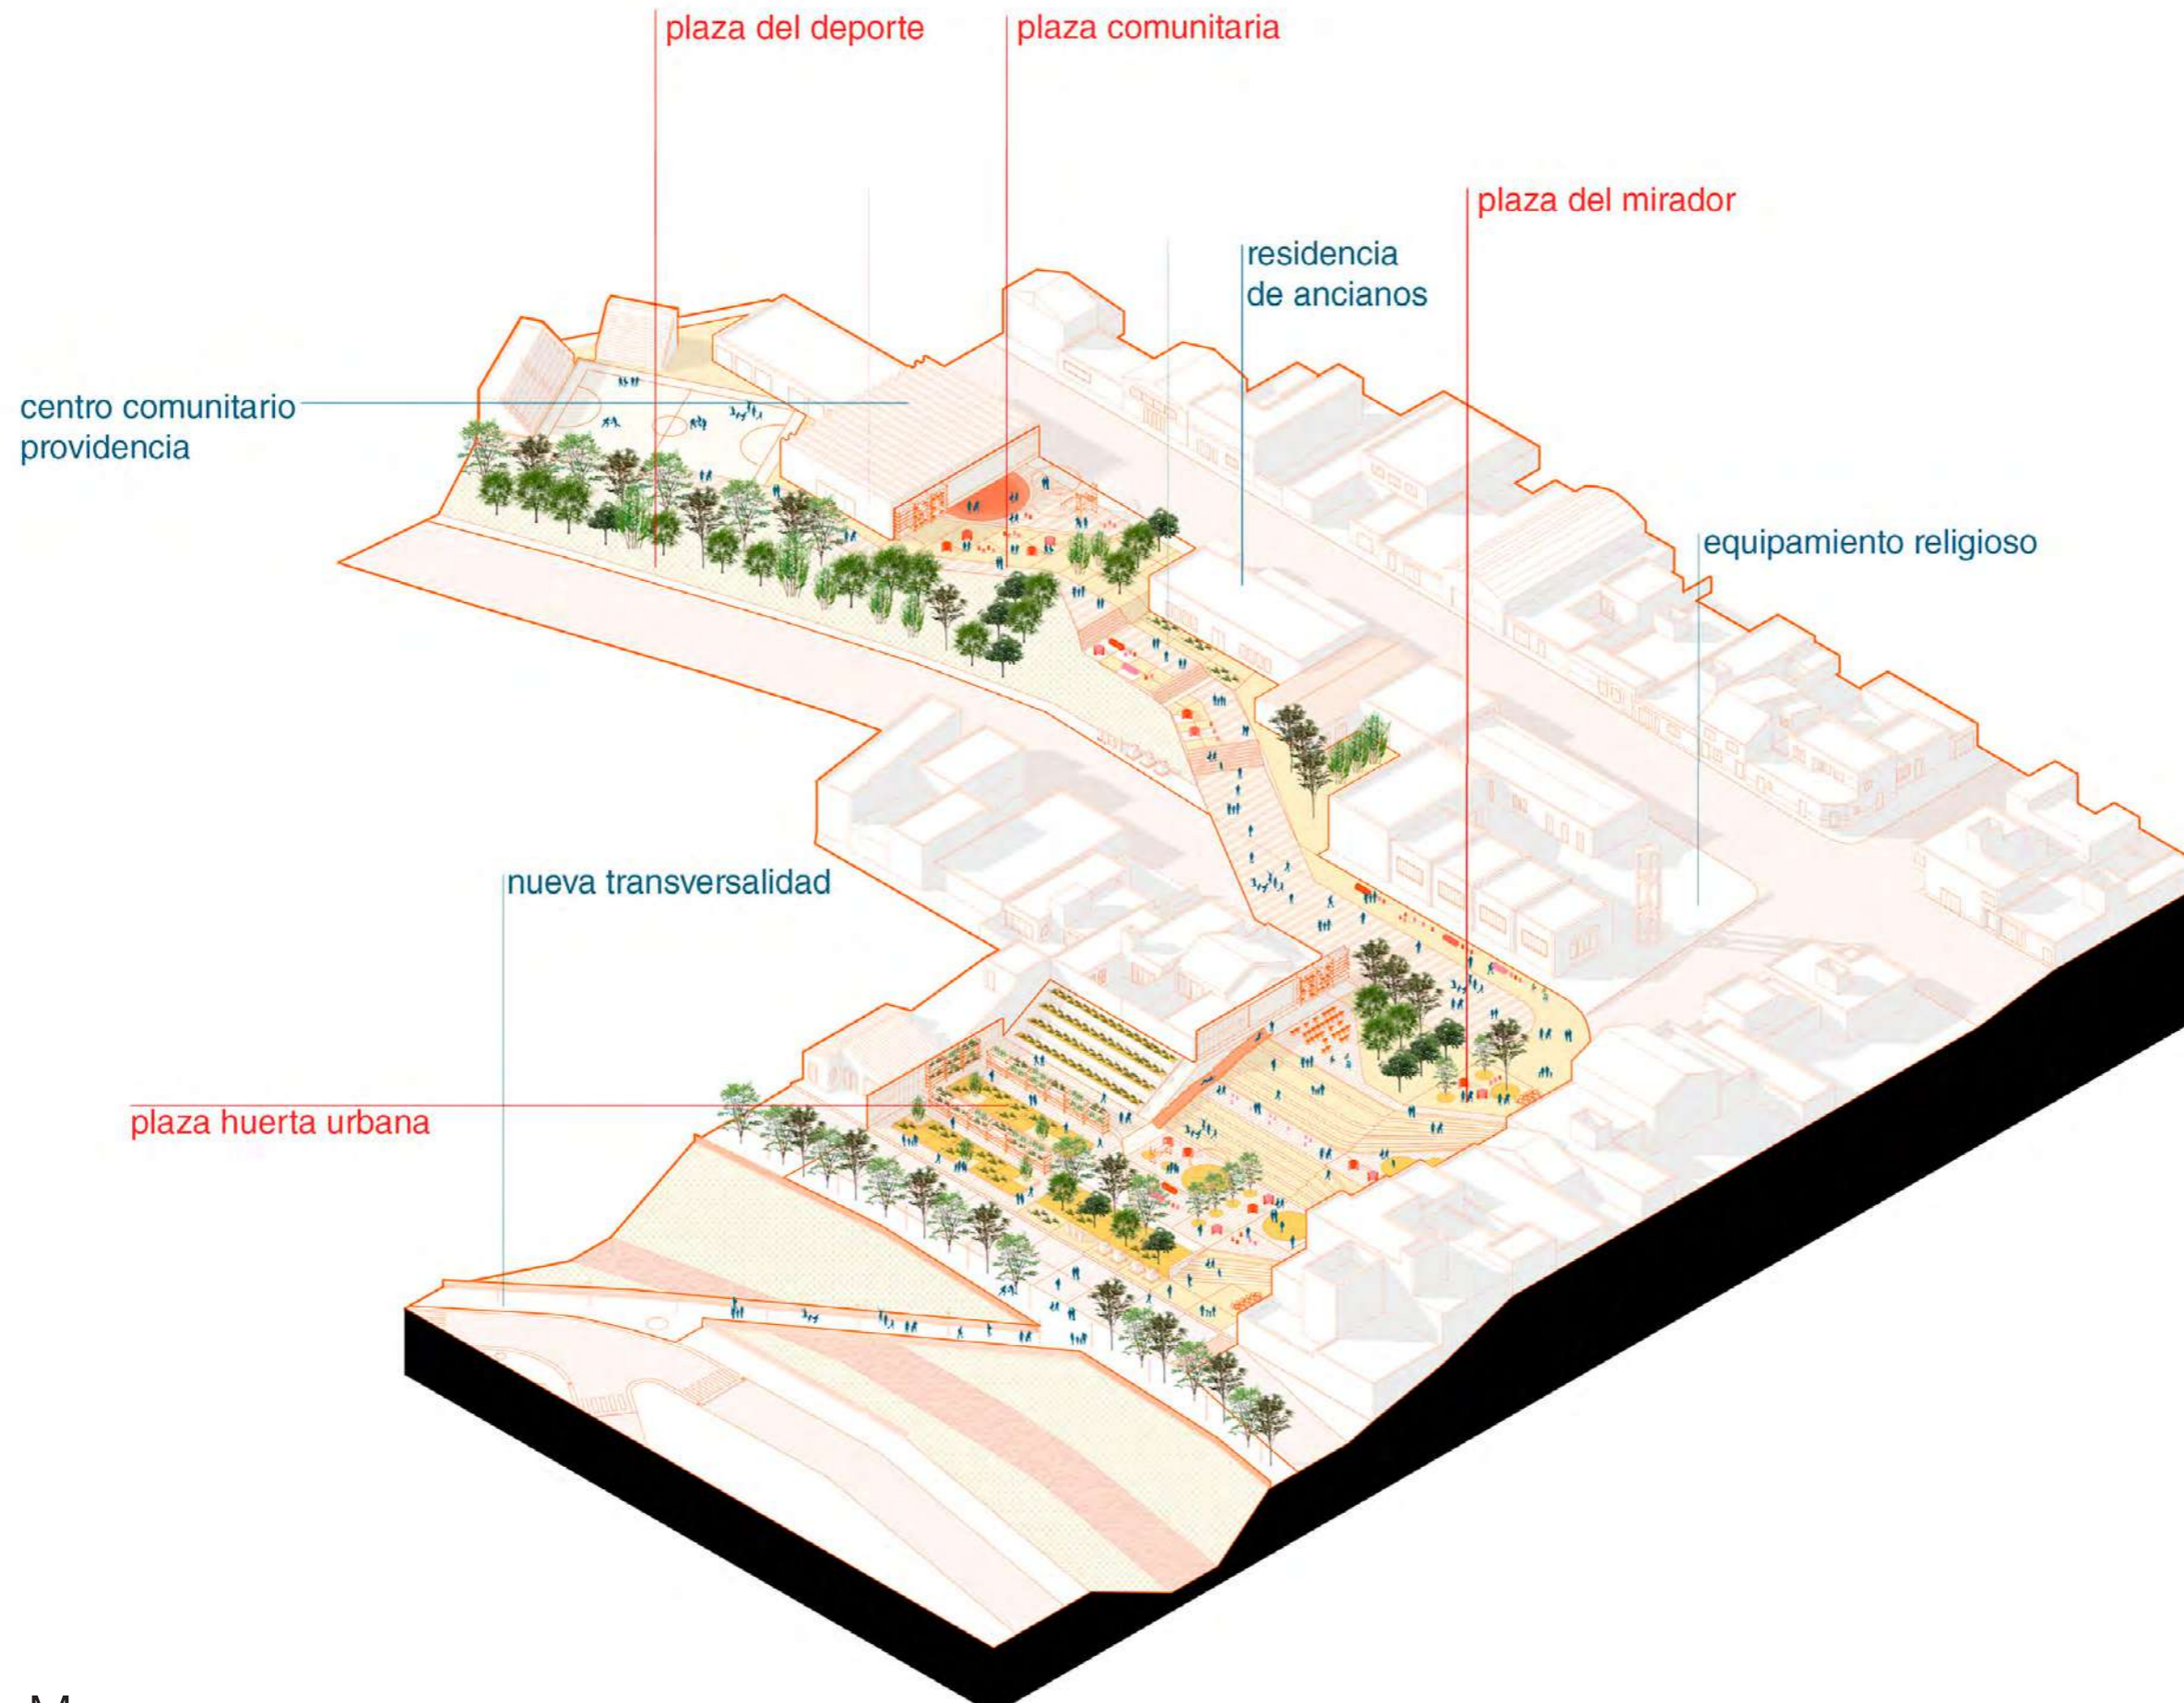 plaza del deporte
plaza comunitaria
plaza del mirador
residencia
de ancianos
centro comunitario
providencia
equipamiento religioso
nueva transversalidad
plaza huerta urbana